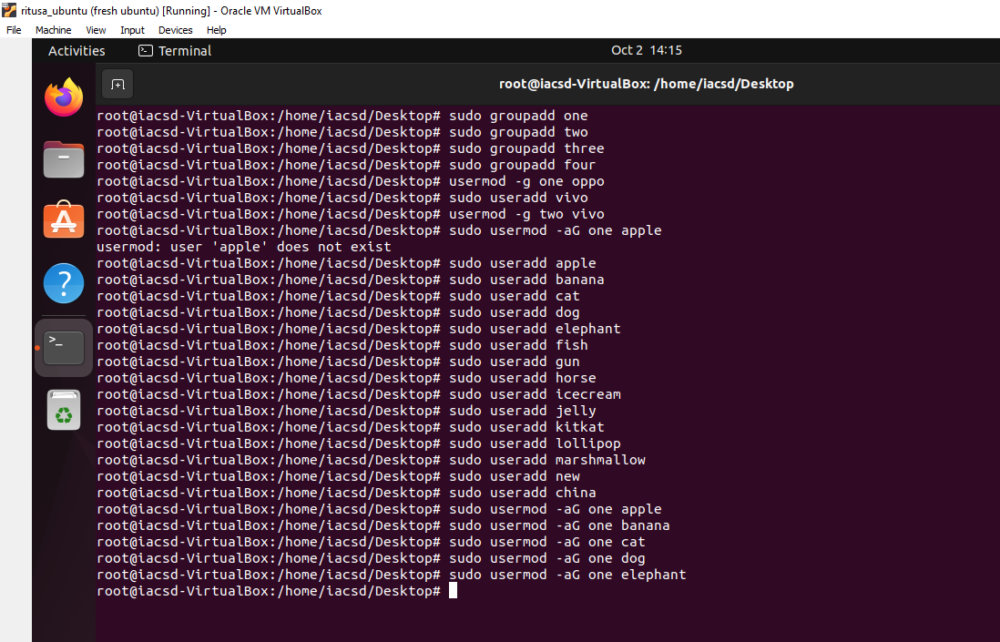 ritusa_ubuntu (fresh ubuntu) [Running] - Oracle VM VirtualBox
File Machine View Input Devices Help
Activities Terminal Oct 2 14:15
root@iacsd-VirtualBox: /home/iacsd/Desktop
root@iacsd-VirtualBox:/home/iacsd/Desktop# sudo groupadd one
root@iacsd-VirtualBox:/home/iacsd/Desktop# sudo groupadd two
root@iacsd-VirtualBox:/home/iacsd/Desktop# sudo groupadd three
root@iacsd-VirtualBox:/home/iacsd/Desktop# sudo groupadd four
root@iacsd-VirtualBox:/home/iacsd/Desktop# usermod -g one oppo
root@iacsd-VirtualBox:/home/iacsd/Desktop# sudo useradd vivo
root@iacsd-VirtualBox:/home/iacsd/Desktop# usermod -g two vivo
root@iacsd-VirtualBox:/home/iacsd/Desktop# sudo usermod -aG one apple
usermod: user 'apple' does not exist
root@iacsd-VirtualBox:/home/iacsd/Desktop# sudo useradd apple
root@iacsd-VirtualBox:/home/iacsd/Desktop# sudo useradd banana
root@iacsd-VirtualBox:/home/iacsd/Desktop# sudo useradd cat
root@iacsd-VirtualBox:/home/iacsd/Desktop# sudo useradd dog
root@iacsd-VirtualBox:/home/iacsd/Desktop# sudo useradd elephant
root@iacsd-VirtualBox:/home/iacsd/Desktop# sudo useradd fish
root@iacsd-VirtualBox:/home/iacsd/Desktop# sudo useradd gun
root@iacsd-VirtualBox:/home/iacsd/Desktop# sudo useradd horse
root@iacsd-VirtualBox:/home/iacsd/Desktop# sudo useradd icecream
root@iacsd-VirtualBox:/home/iacsd/Desktop# sudo useradd jelly
root@iacsd-VirtualBox:/home/iacsd/Desktop# sudo useradd kitkat
root@iacsd-VirtualBox:/home/iacsd/Desktop# sudo useradd lollipop
root@iacsd-VirtualBox:/home/iacsd/Desktop# sudo useradd marshmallow
root@iacsd-VirtualBox:/home/iacsd/Desktop# sudo useradd new
root@iacsd-VirtualBox:/home/iacsd/Desktop# sudo useradd china
root@iacsd-VirtualBox:/home/iacsd/Desktop# sudo usermod -aG one apple
root@iacsd-VirtualBox:/home/iacsd/Desktop# sudo usermod -aG one banana
root@iacsd-VirtualBox:/home/iacsd/Desktop# sudo usermod -aG one cat
root@iacsd-VirtualBox:/home/iacsd/Desktop# sudo usermod -aG one dog
root@iacsd-VirtualBox:/home/iacsd/Desktop# sudo usermod -aG one elephant
root@iacsd-VirtualBox:/home/iacsd/Desktop#